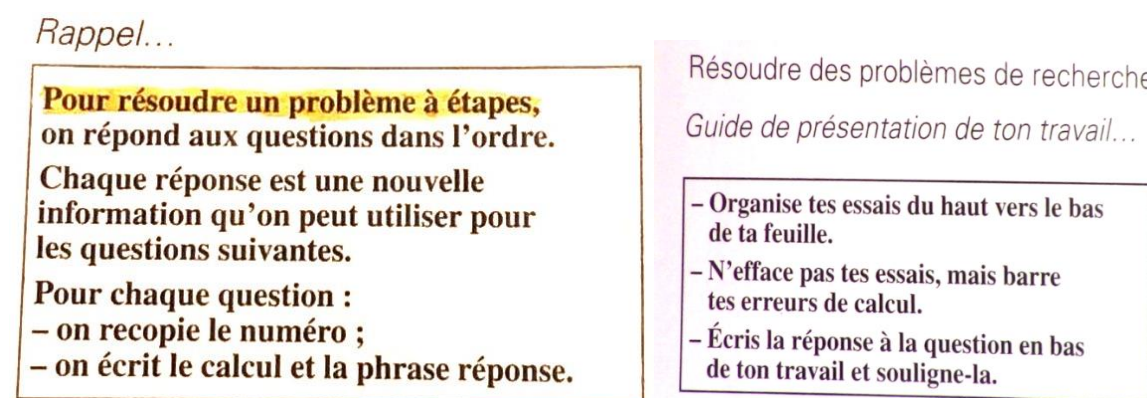 Rappel...
Pour résoudre un problème à étapes,
on répond aux questions dans l'ordre.
Chaque réponse est une nouvelle
information qu'on peut utiliser pour
les questions suivantes.
Pour chaque question :
– on recopie le numéro ;
– on écrit le calcul et la phrase réponse.
Résoudre des problèmes de recherche
Guide de présentation de ton travail...
– Organise tes essais du haut vers le bas
de ta feuille.
– N'efface pas tes essais, mais barre
tes erreurs de calcul.
– Écris la réponse à la question en bas
de ton travail et souligne-la.